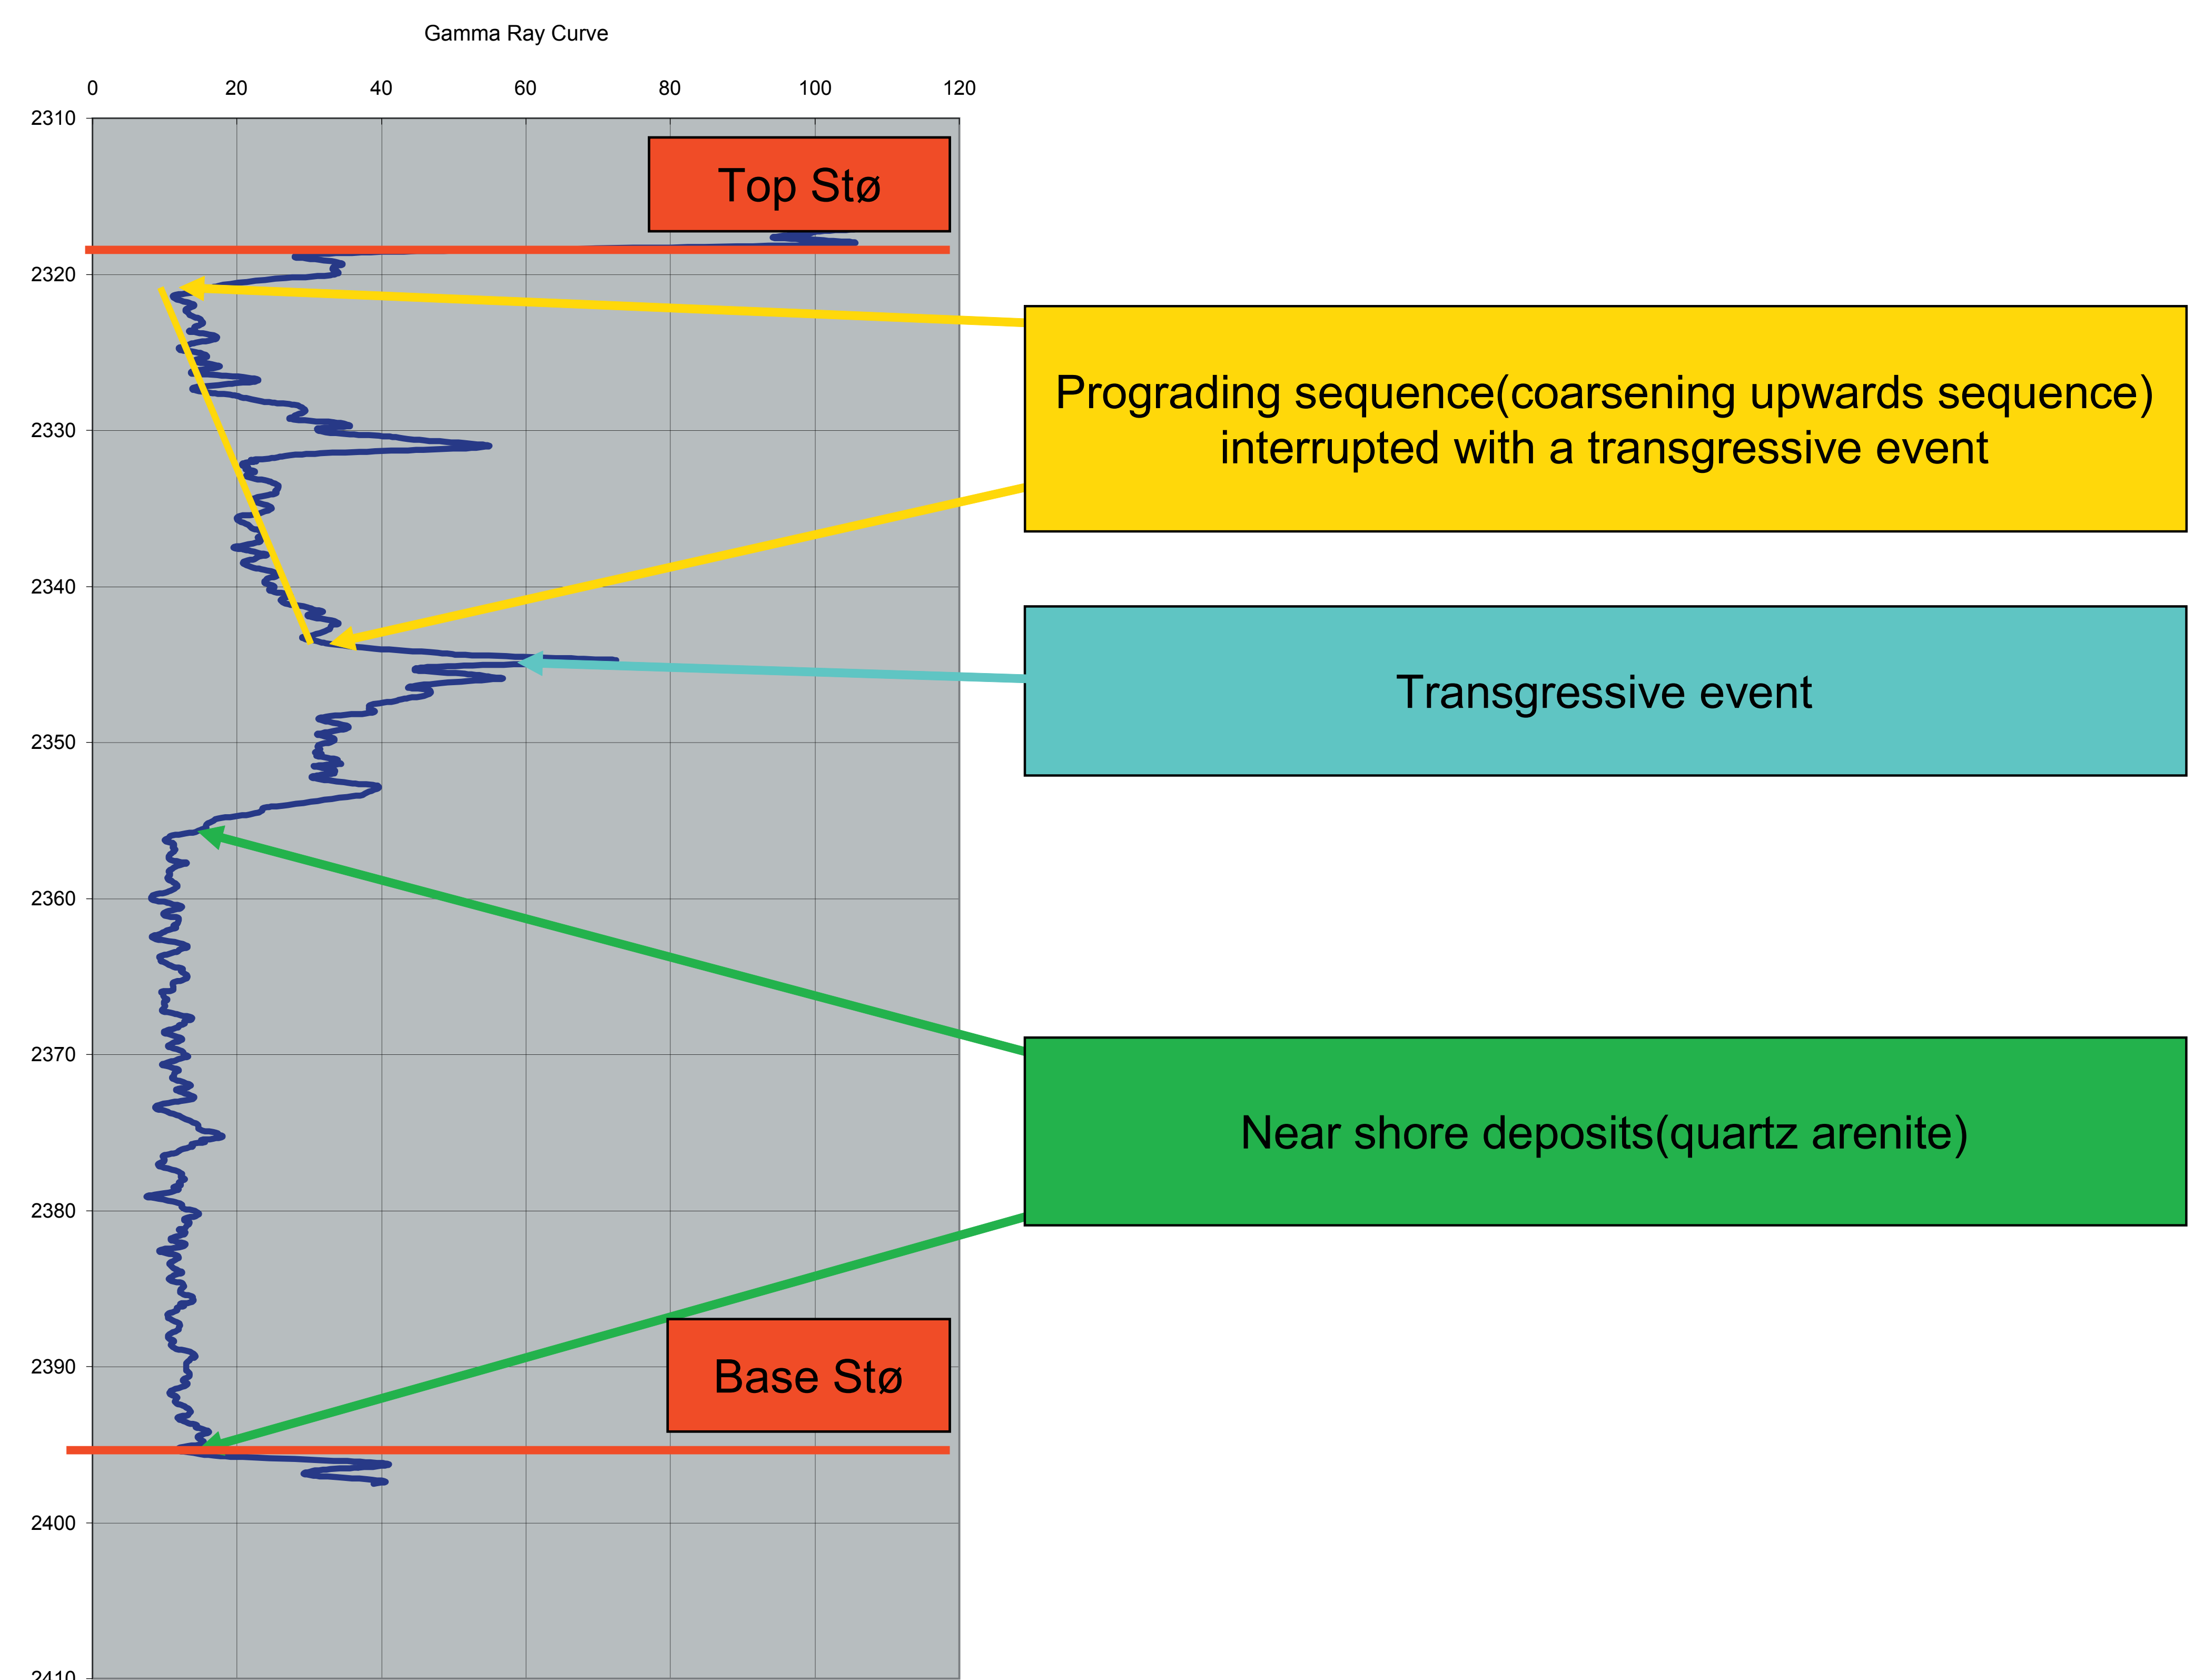 Gamma Ray Curve
0 20 40 60 80 100 120
2310
Top Stø
2320
Prograding sequence(coarsening upwards sequence)
interrupted with a transgressive event
2330
2340
Transgressive event
2350
2360
2370
Near shore deposits(quartz arenite)
2380
2390
Base Stø
2400
2410